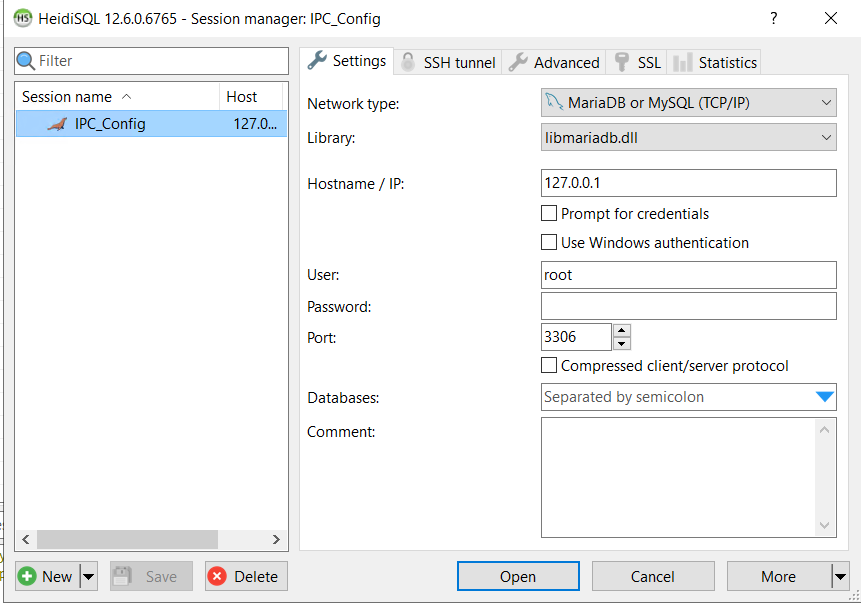 HS HeidiSQL 12.6.0.6765 - Session manager: IPC_Config ?
Filter
Session name Host
IPC_Config 127.0...
New Save Delete
Settings SSH tunnel Advanced SSL Statistics
Network type: MariaDB or MySQL (TCP/IP)
Library: libmariadb.dll
Hostname / IP: 127.0.0.1
Prompt for credentials
Use Windows authentication
User: root
Password:
Port: 3306
Compressed client/server protocol
Databases: Separated by semicolon
Comment:
Open Cancel More